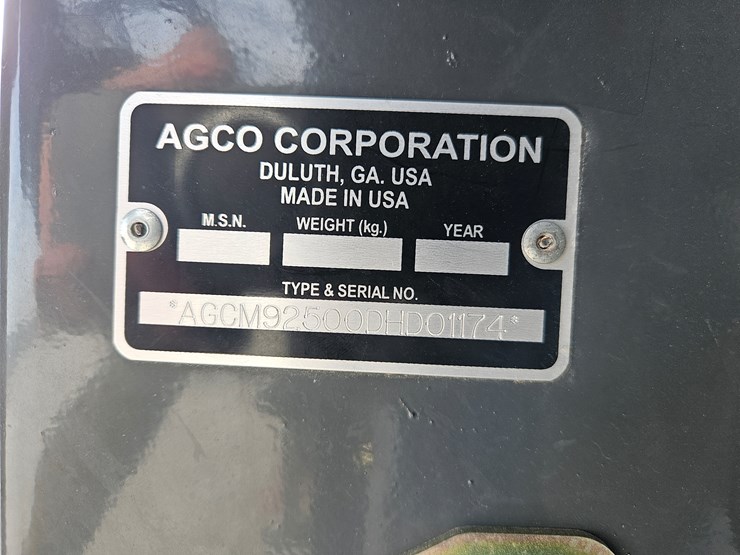 AGCO CORPORATION
DULUTH, GA. USA
MADE IN USA
M.S.N. WEIGHT (kg.) YEAR
TYPE & SERIAL NO.
*AGCM92500DHD01174*